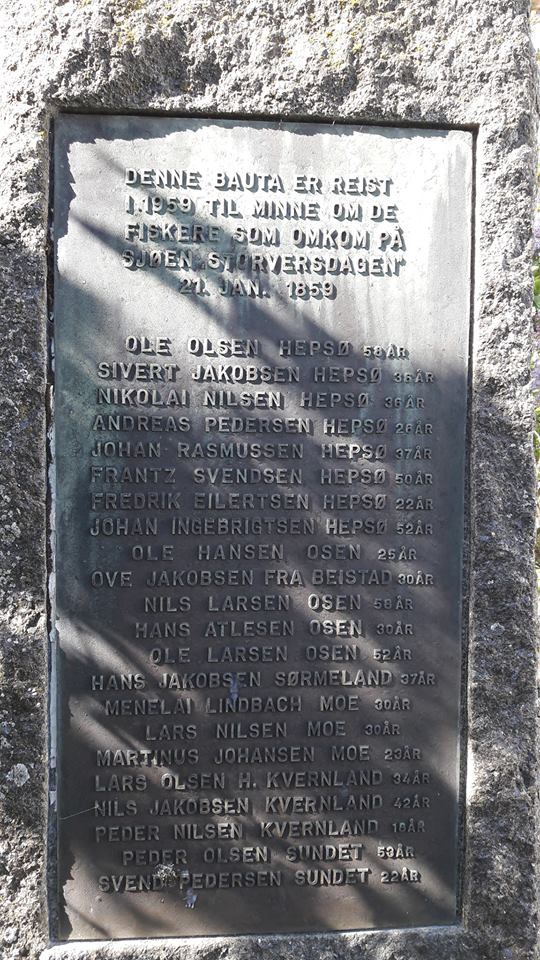 DENNE BAUTA ER REIST
I 1959 TIL MINNE OM DE
FISKERE SOM OMKOM PÅ
SJØEN „STORVERSDAGEN"
21. JAN. 1859
OLE OLSEN HEPSØ 58 ÅR
SIVERT JAKOBSEN HEPSØ 36 ÅR
NIKOLAI NILSEN HEPSØ 36 ÅR
ANDREAS PEDERSEN HEPSØ 26 ÅR
JOHAN RASMUSSEN HEPSØ 37 ÅR
FRANTZ SVENDSEN HEPSØ 50 ÅR
FREDRIK EILERTSEN HEPSØ 22 ÅR
JOHAN INGEBRIGTSEN HEPSØ 52 ÅR
OLE HANSEN OSEN 25 ÅR
OVE JAKOBSEN FRA BEISTAD 30 ÅR
NILS LARSEN OSEN 58 ÅR
HANS ATLESEN OSEN 30 ÅR
OLE LARSEN OSEN 52 ÅR
HANS JAKOBSEN SØRMELAND 37 ÅR
MENELAI LINDBACH MOE 30 ÅR
LARS NILSEN MOE 30 ÅR
MARTINUS JOHANSEN MOE 23 ÅR
LARS OLSEN H. KVERNLAND 34 ÅR
NILS JAKOBSEN KVERNLAND 42 ÅR
PEDER NILSEN KVERNLAND 18 ÅR
PEDER OLSEN SUNDET 53 ÅR
SVEND PEDERSEN SUNDET 22 ÅR